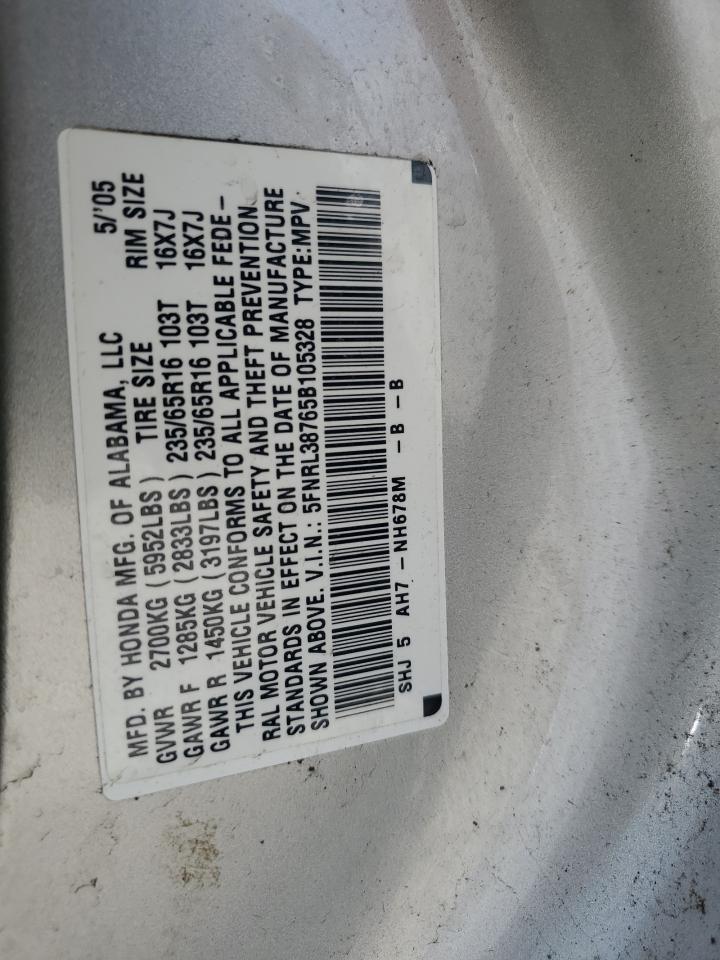 MFD. BY HONDA MFG. OF ALABAMA, LLC 5/'05
GVWR 2700KG (5952LBS) TIRE SIZE RIM SIZE
GAWR F 1285KG (2833LBS) 235/65R16 103T 16X7J
GAWR R 1450KG (3197LBS) 235/65R16 103T 16X7J
THIS VEHICLE CONFORMS TO ALL APPLICABLE FEDE-
RAL MOTOR VEHICLE SAFETY AND THEFT PREVENTION
STANDARDS IN EFFECT ON THE DATE OF MANUFACTURE
SHOWN ABOVE. V.I.N.: 5FNRL38765B105328 TYPE:MPV
SHJ 5 AH7 -NH678M -B -B